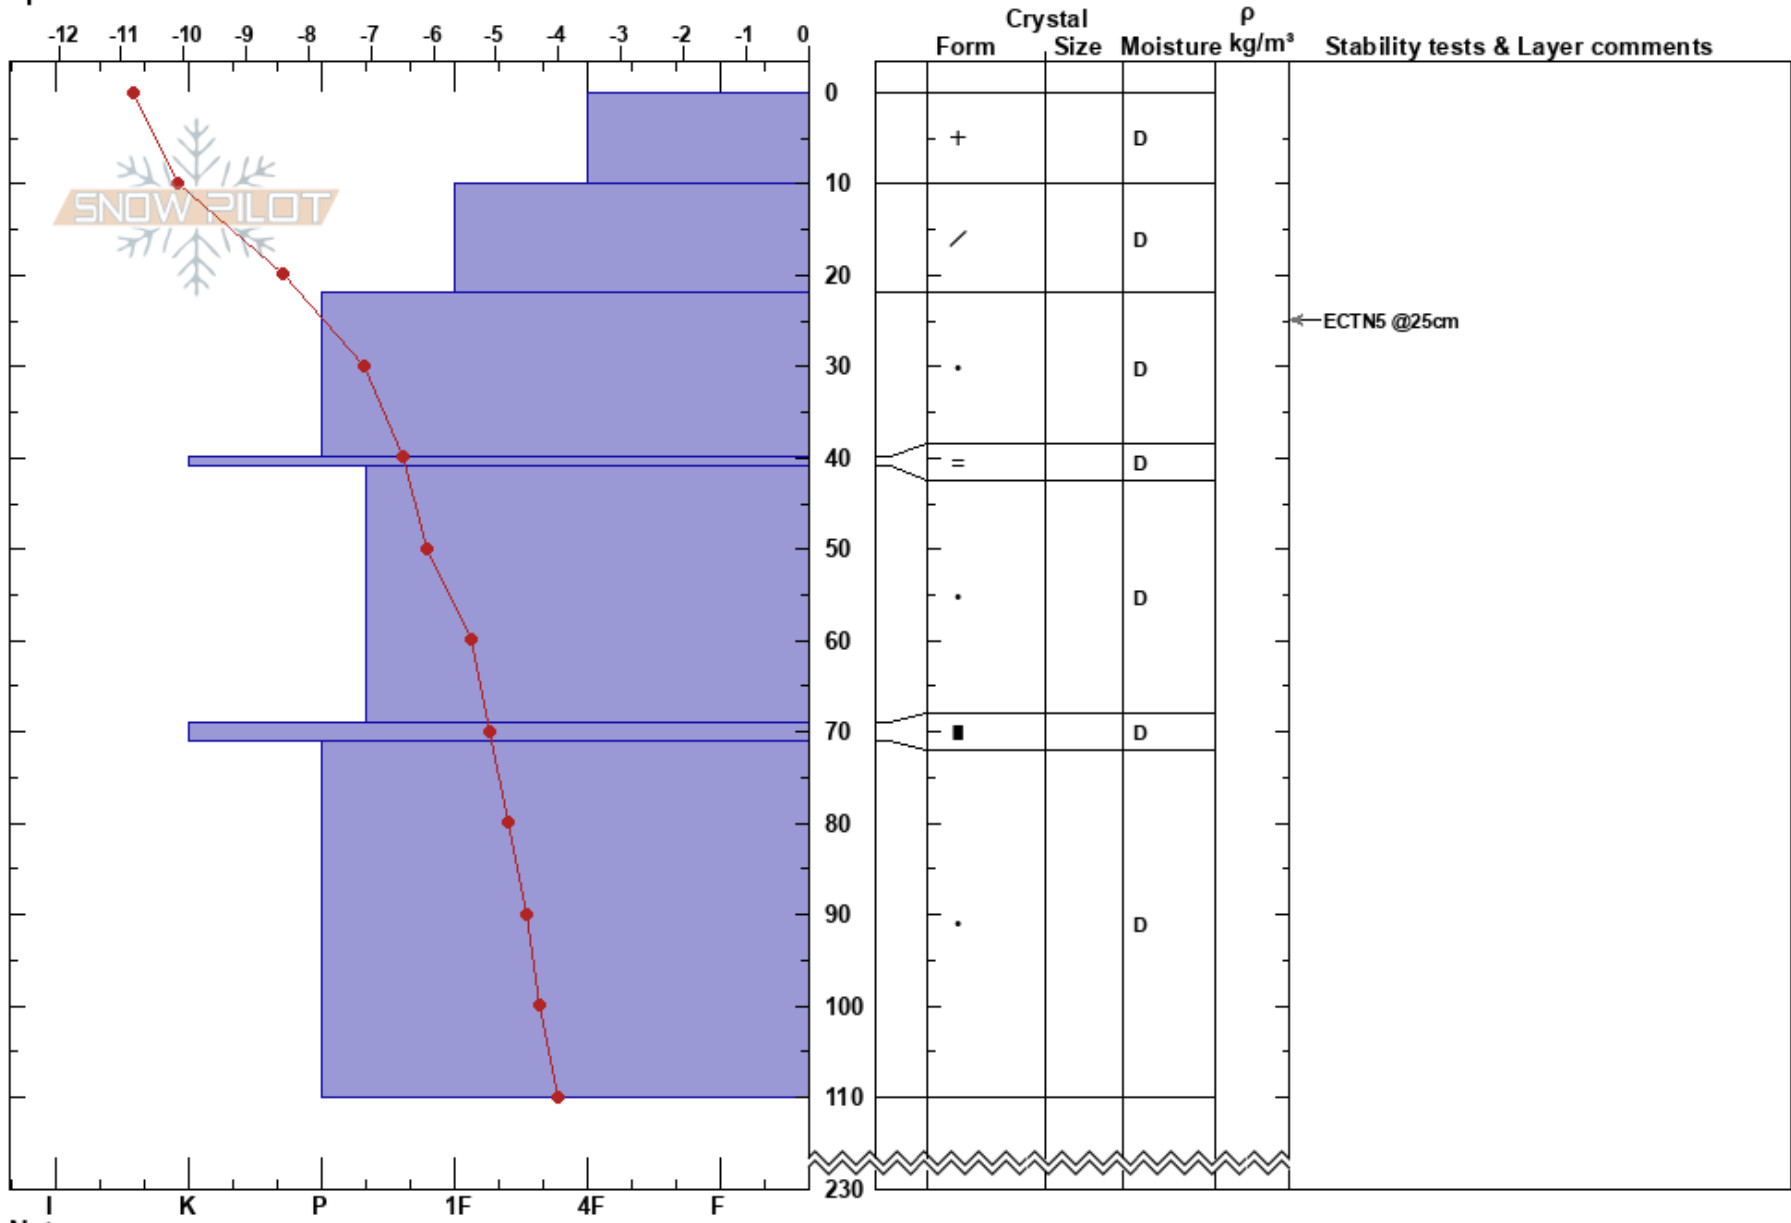 Crystal ρ
-12 -11 -10 -9 -8 -7 -6 -5 -4 -3 -2 -1 0 Form Size Moisture kg/m³ Stability tests & Layer comments
0
+ D
10
SNOW PILOT
/ D
20
ECTN5 @25cm
30 • D
40 = D
50
• D
60
70 ■ D
80
90
• D
100
110
230
I K P 1F 4F F